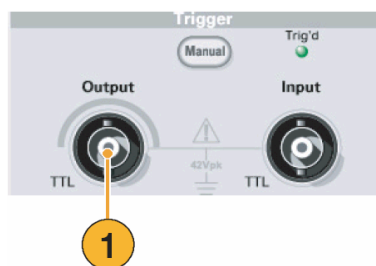 Trigger
Manual
Trig'd
Output
Input
42Vpk
TTL
TTL
1